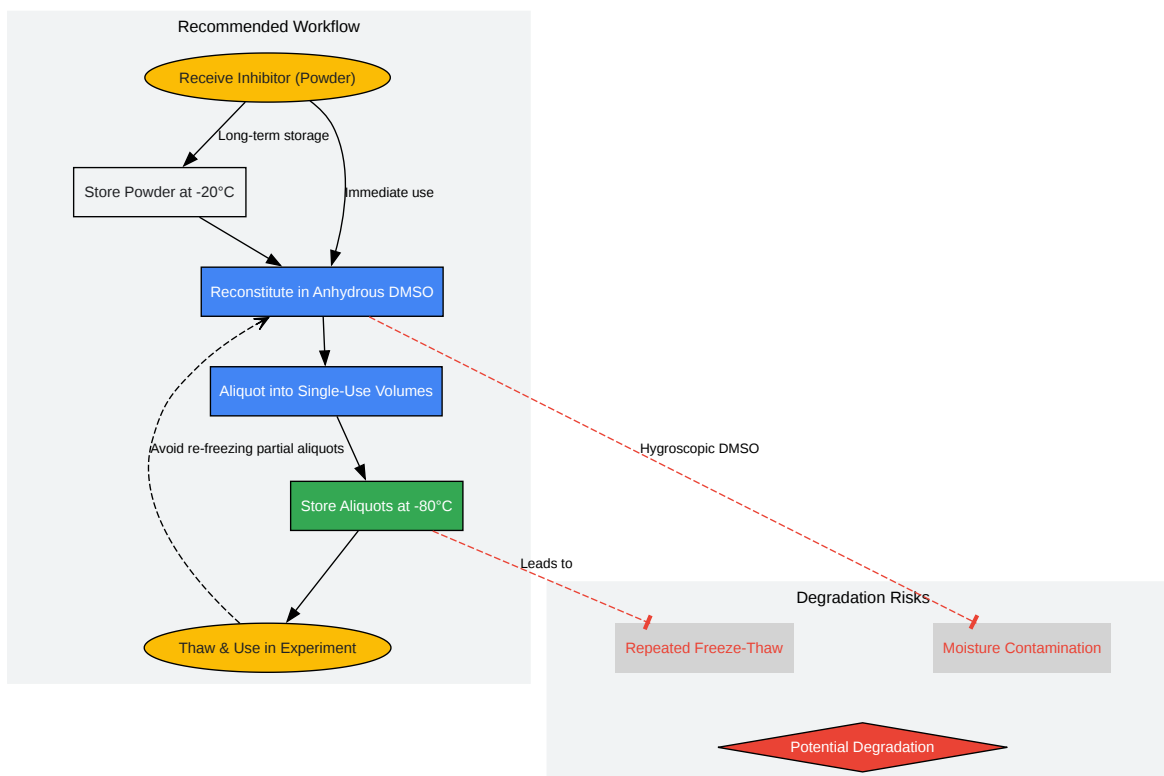 Recommended Workflow
Receive Inhibitor (Powder)
Long-term storage
Store Powder at -20°C
Immediate use
Reconstitute in Anhydrous DMSO
Aliquot into Single-Use Volumes
Avoid re-freezing partial aliquots
Hygroscopic DMSO
Store Aliquots at -80°C
Leads to
Thaw & Use in Experiment
Degradation Risks
Repeated Freeze-Thaw
Moisture Contamination
Potential Degradation